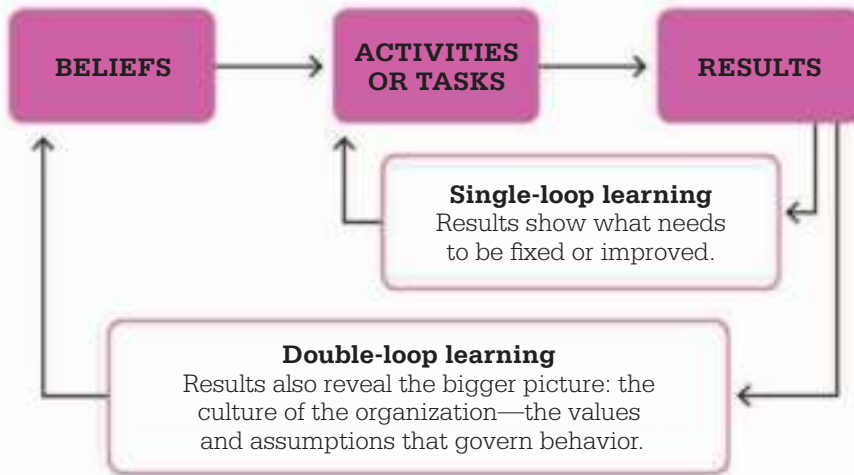 BELIEFS
ACTIVITIES
OR TASKS
RESULTS
Single-loop learning
Results show what needs
to be fixed or improved.
Double-loop learning
Results also reveal the bigger picture: the
culture of the organization—the values
and assumptions that govern behavior.